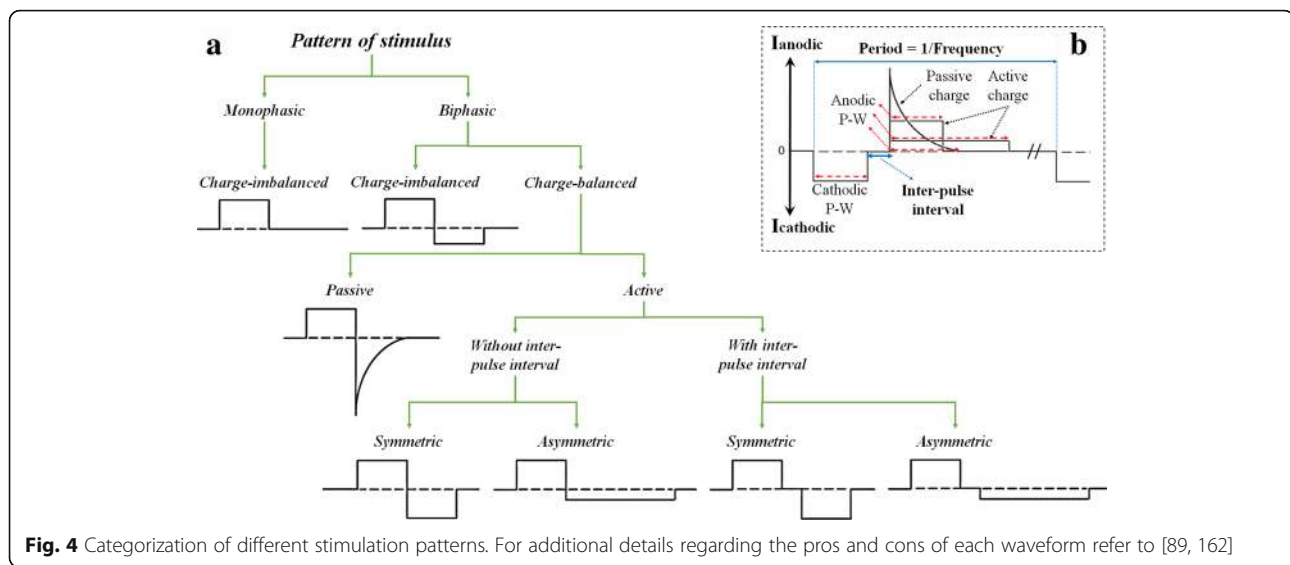 a
Pattern of stimulus
Monophasic
Biphasic
Charge-imbalanced
Charge-imbalanced
Charge-balanced
Passive
Active
Without inter-
pulse interval
With inter-
pulse interval
Symmetric
Asymmetric
Symmetric
Asymmetric
b
Ianodic
Period = 1/Frequency
Passive
charge
Active
charge
Anodic
P-W
0
Cathodic
P-W
Inter-pulse
interval
Icathodic
Fig. 4 Categorization of different stimulation patterns. For additional details regarding the pros and cons of each waveform refer to [89, 162]